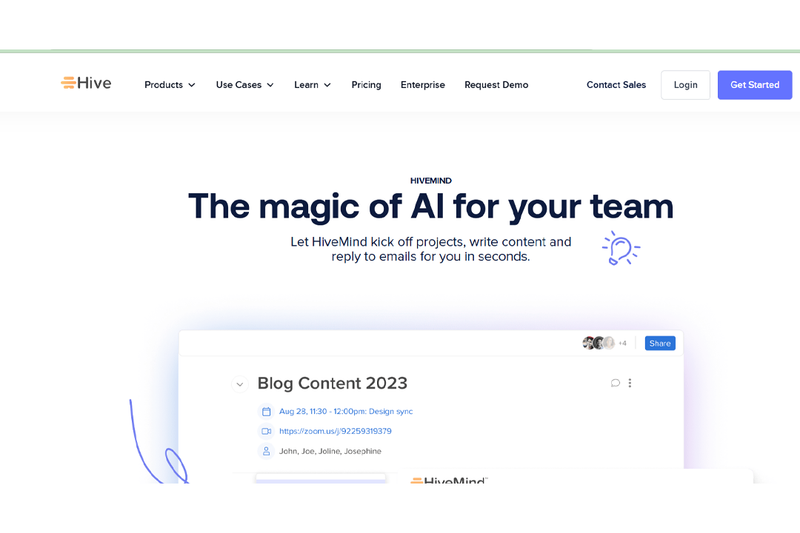 Hive
Products
Use Cases
Learn
Pricing
Enterprise
Request Demo
Contact Sales
Login
Get Started
HIVEMIND
The magic of AI for your team
Let HiveMind kick off projects, write content and
reply to emails for you in seconds.
+4
Share
Blog Content 2023
Aug 28, 11:30 - 12:00pm: Design sync
https://zoom.us/j/92259319379
John, Joe, Joline, Josephine
HiveMind